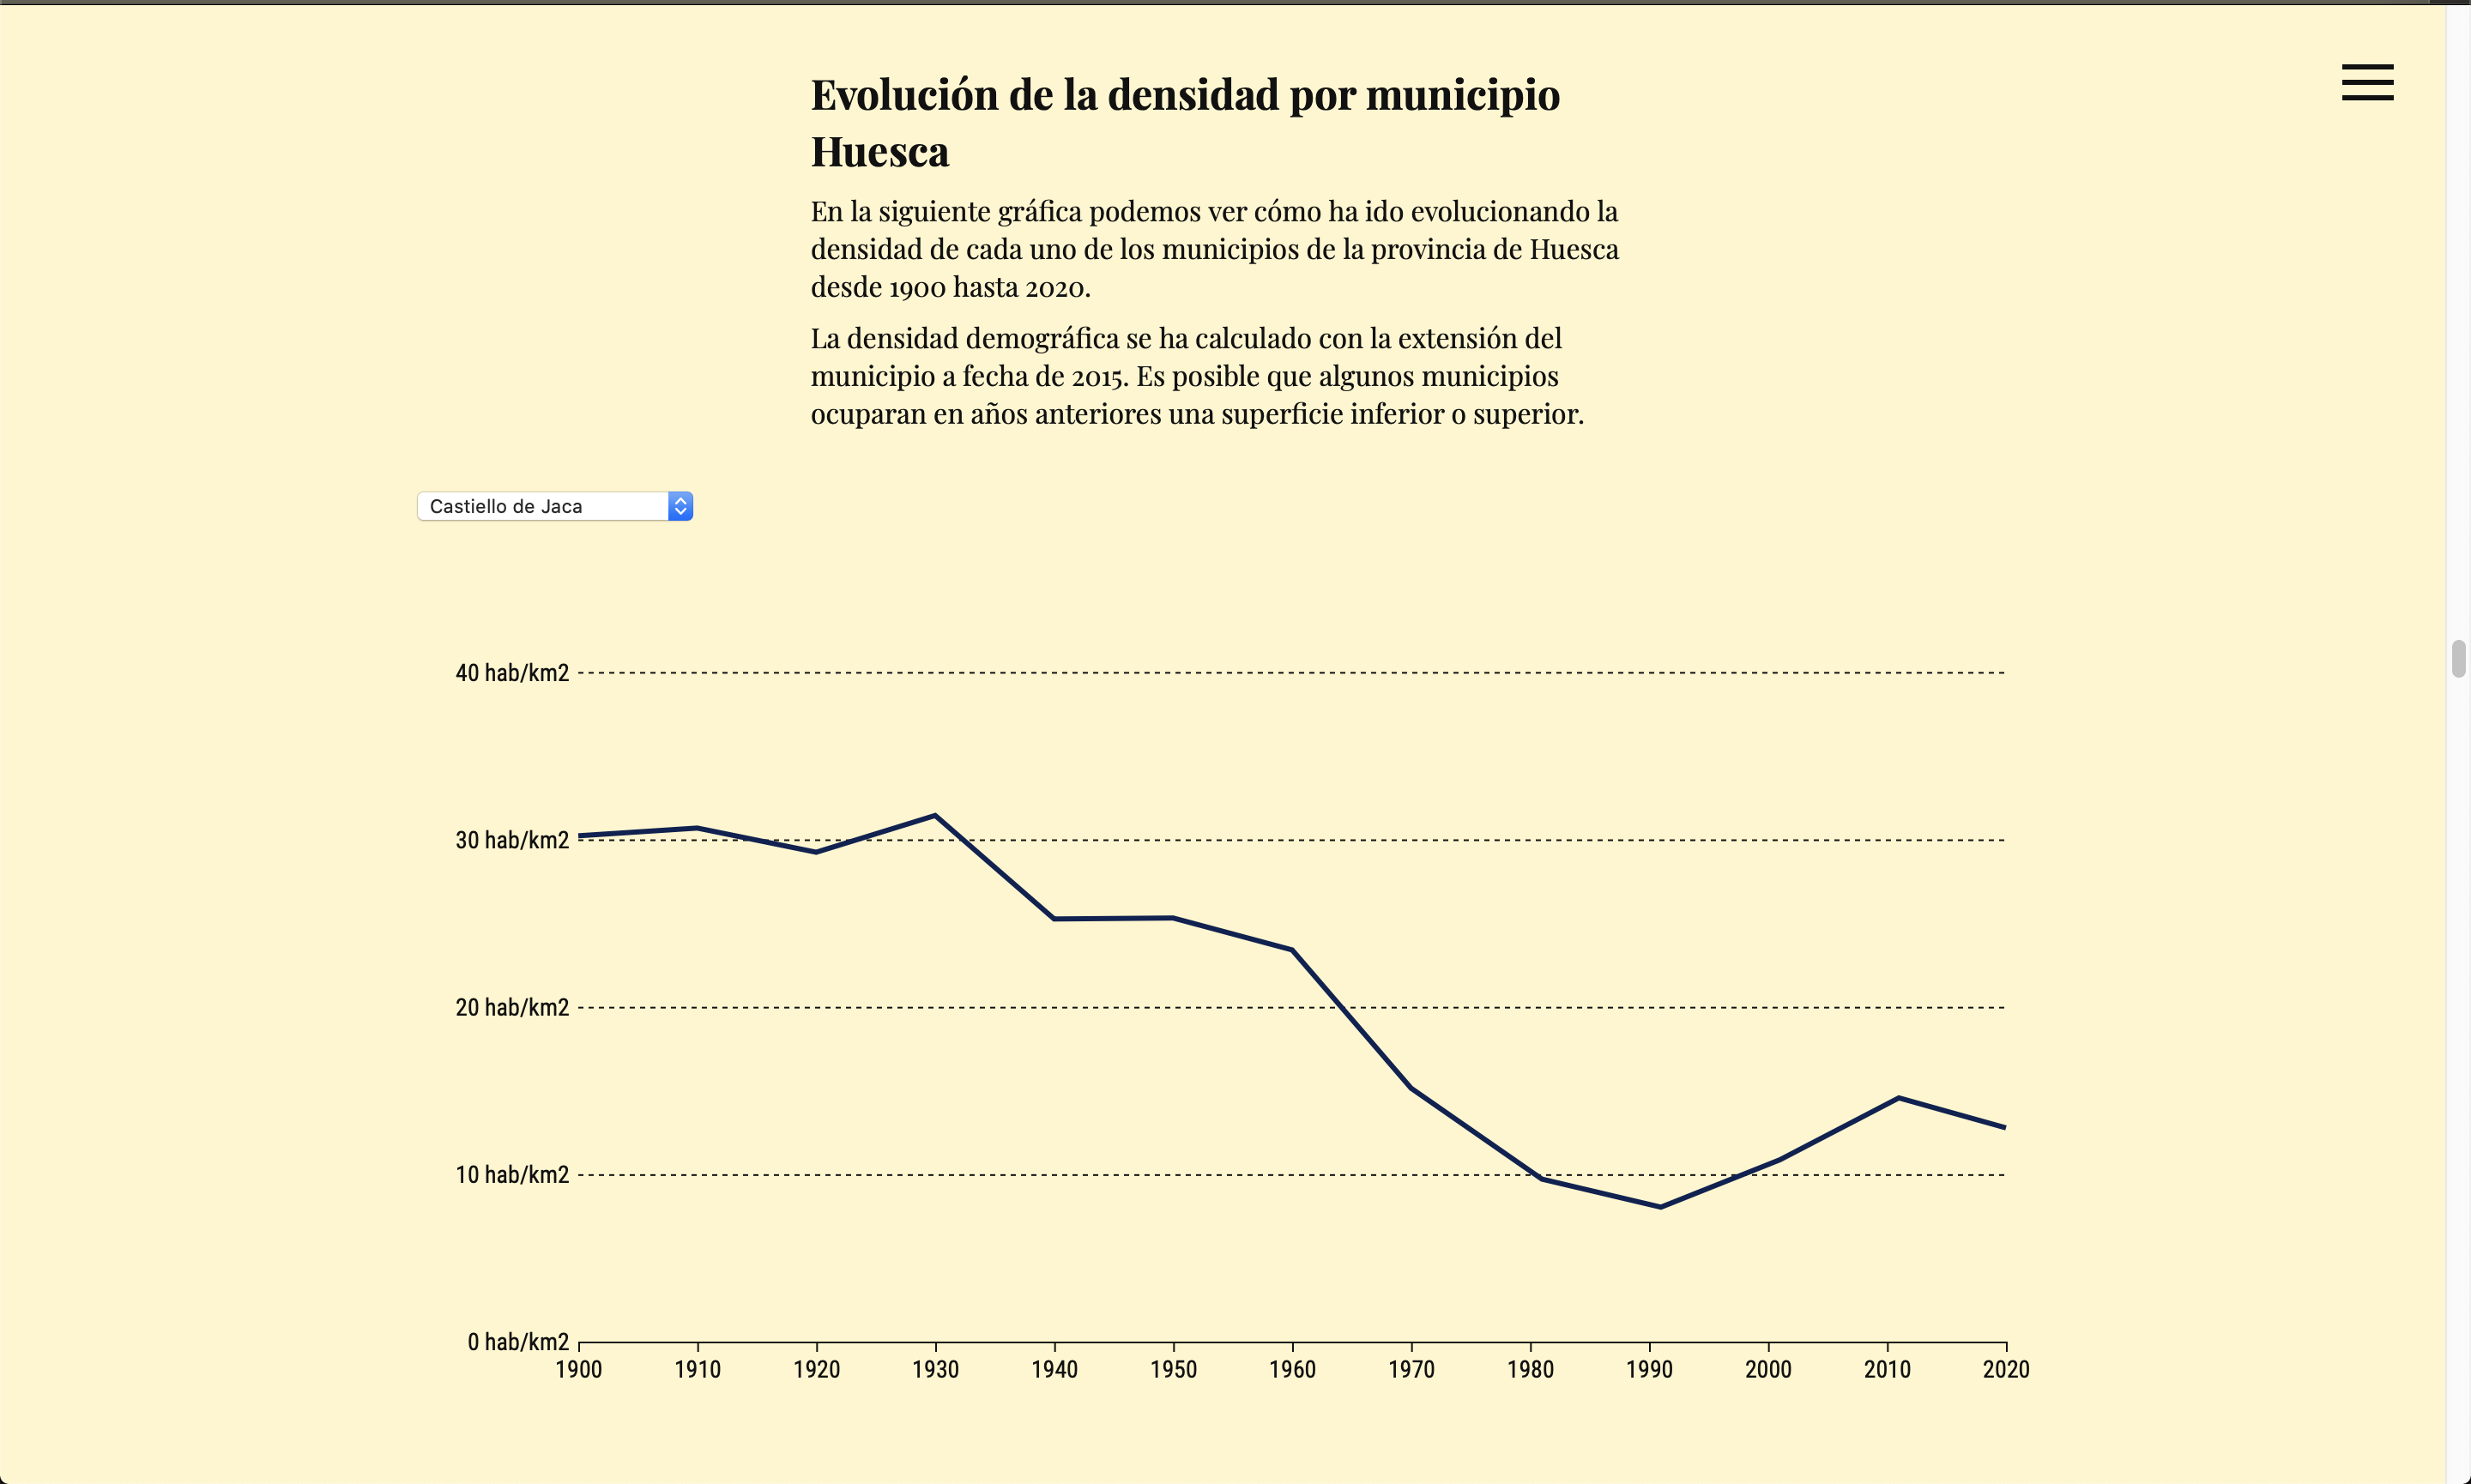 Evolución de la densidad por municipio
Huesca
En la siguiente gráfica podemos ver cómo ha ido evolucionando la
densidad de cada uno de los municipios de la provincia de Huesca
desde 1900 hasta 2020.
La densidad demográfica se ha calculado con la extensión del
municipio a fecha de 2015. Es posible que algunos municipios
ocuparan en años anteriores una superficie inferior o superior.
Castiello de Jaca
40 hab/km2
30 hab/km2
20 hab/km2
10 hab/km2
0 hab/km2
1900 1910 1920 1930 1940 1950 1960 1970 1980 1990 2000 2010 2020